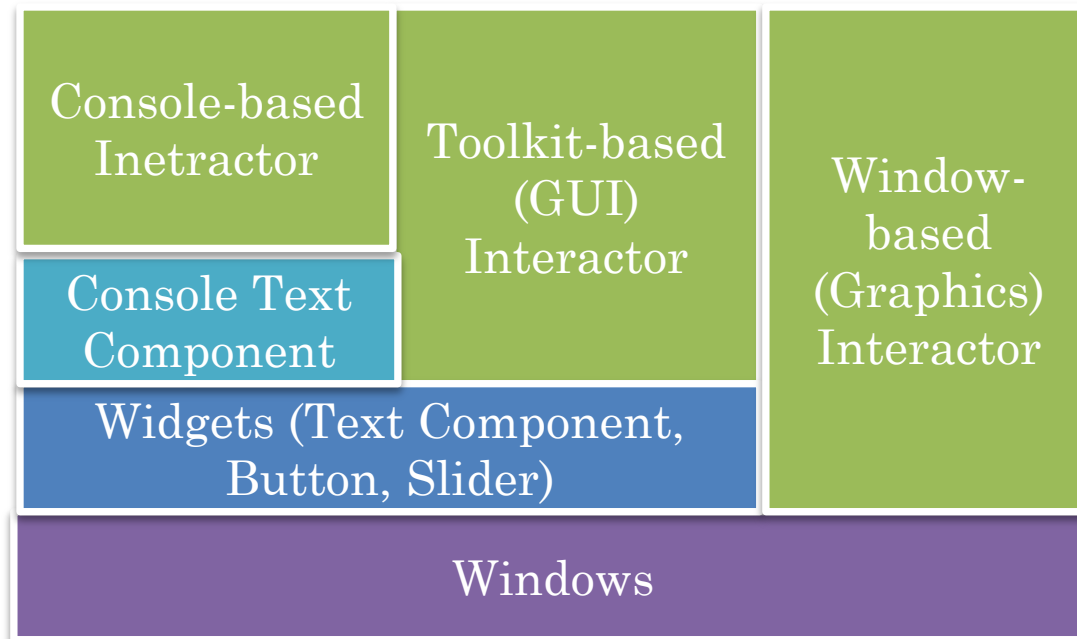 Console-based
Inetractor
Toolkit-based
(GUI)
Interactor
Window-
based
(Graphics)
Interactor
Console Text
Component
Widgets (Text Component,
Button, Slider)
Windows